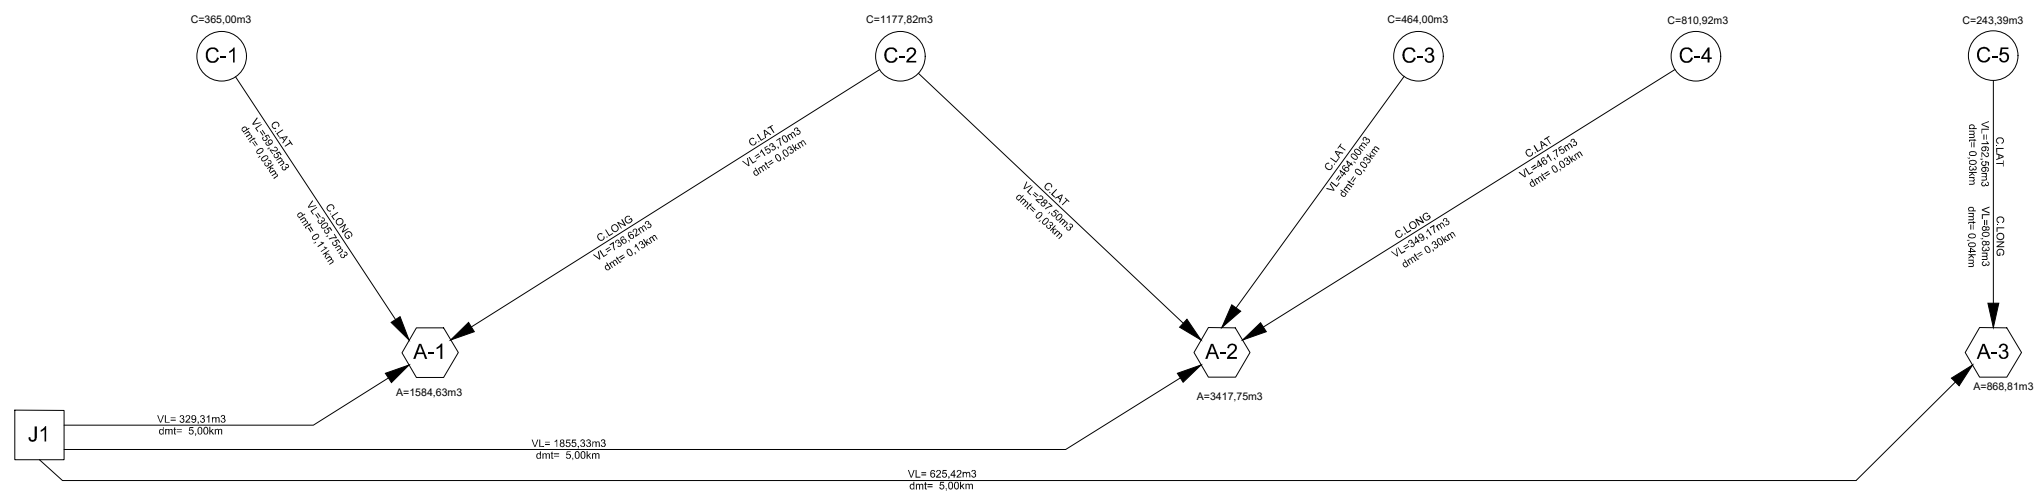 C=365,00m3
C-1
C=1177,82m3
C-2
C=464,00m3
C-3
C=810,92m3
C-4
C=243,39m3
C-5
C.LAT
VL=59,25m3
dmt= 0,03km
C.LONG
VL=305,75m3
dmt= 0,11km
C.LAT
VL=153,70m3
dmt= 0,03km
C.LONG
VL=736,62m3
dmt= 0,13km
C.LAT
VL=287,50m3
dmt= 0,03km
C.LAT
VL=464,00m3
dmt= 0,03km
C.LAT
VL=461,75m3
dmt= 0,03km
C.LONG
VL=349,17m3
dmt= 0,30km
C.LAT
VL=162,56m3
dmt= 0,03km
C.LONG
VL=80,83m3
dmt= 0,04km
A-1
A=1584,63m3
A-2
A=3417,75m3
A-3
A=868,81m3
J1
VL= 329,31m3
dmt= 5,00km
VL= 1855,33m3
dmt= 5,00km
VL= 625,42m3
dmt= 5,00km